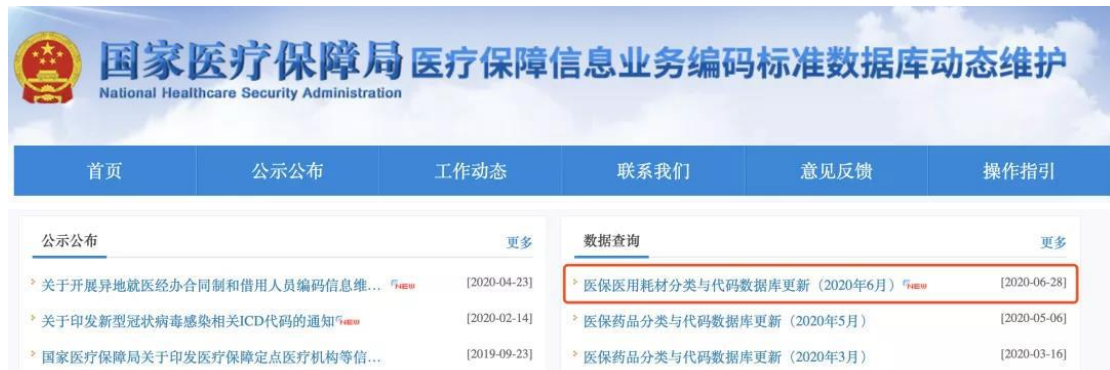 国家医疗保障局 医疗保障信息业务编码标准数据库动态维护
National Healthcare Security Administration
首页 公示公布 工作动态 联系我们 意见反馈 操作指引
公示公布 更多
关于开展异地就医经办合同制和借用人员编码信息维... NEW [2020-04-23]
关于印发新型冠状病毒感染相关ICD代码的通知 NEW [2020-02-14]
国家医疗保障局关于印发医疗保障定点医疗机构等信... [2019-09-23]
数据查询 更多
医保医用耗材分类与代码数据库更新（2020年6月） NEW [2020-06-28]
医保药品分类与代码数据库更新（2020年5月） [2020-05-06]
医保药品分类与代码数据库更新（2020年3月） [2020-03-16]